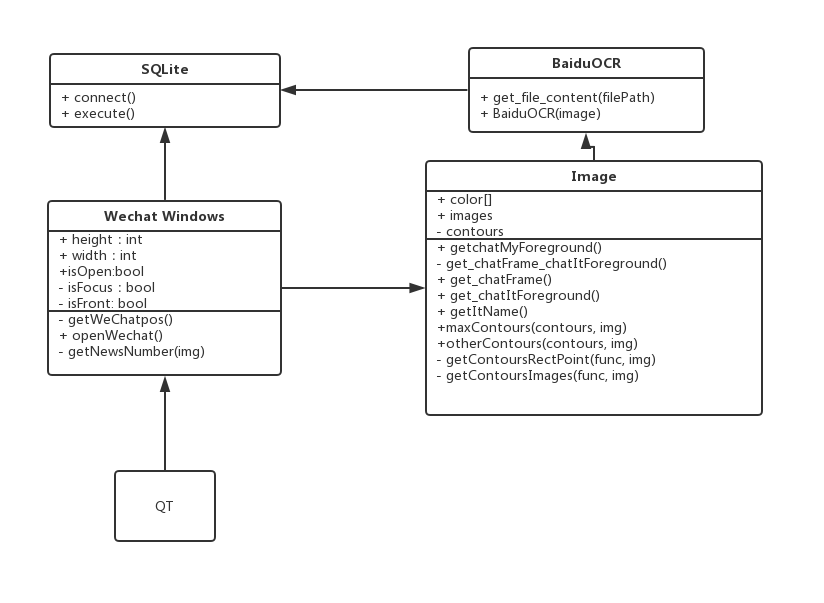 SQLite
+ connect()
+ execute()
BaiduOCR
+ get_file_content(filePath)
+ BaiduOCR(image)
Wechat Windows
+ height : int
+ width : int
+isOpen:bool
- isFocus : bool
- isFront: bool
- getWeChatpos()
+ openWechat()
- getNewsNumber(img)
Image
+ color[]
+ images
- contours
+ getchatMyForeground()
- get_chatFrame_chatItForeground()
+ get_chatFrame()
+ get_chatItForeground()
+ getItName()
+maxContours(contours, img)
+otherContours(contours, img)
- getContoursRectPoint(func, img)
- getContoursImages(func, img)
QT